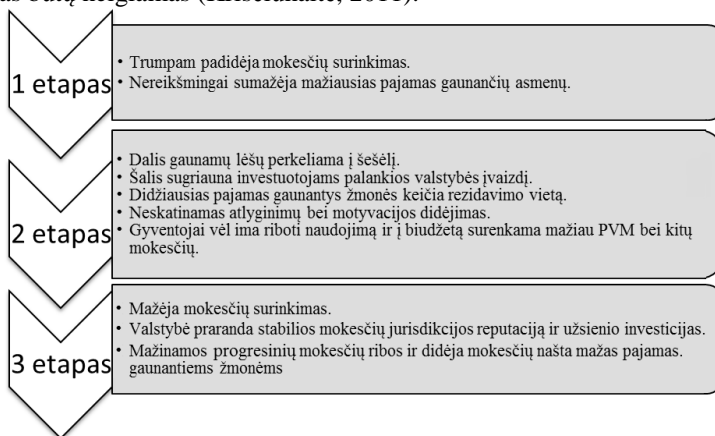 as būtų neigiamas
1 etapas
• Trumpam padidėja mokesčių surinkimas.
• Nereikšmingai sumažėja mažiausias pajamas gaunančių asmenų.
2 etapas
• Dalis gaunamų lėšų perkeliama į šešėlį.
• Šalis sugriauna investuotojams palankios valstybės įvaizdį.
• Didžiausias pajamas gaunantys žmonės keičia rezidavimo vietą.
• Neskatinamas atlyginimų bei motyvacijos didėjimas.
• Gyventojai vėl ima riboti naudojimą ir į biudžetą surenkama mažiau PVM bei kitų
mokesčių.
3 etapas
• Mažėja mokesčių surinkimas.
• Valstybė praranda stabilios mokesčių jurisdikcijos reputaciją ir užsienio investicijas.
• Mažinamos progresinių mokesčių ribos ir didėja mokesčių našta mažas pajamas.
gaunantiems žmonėms